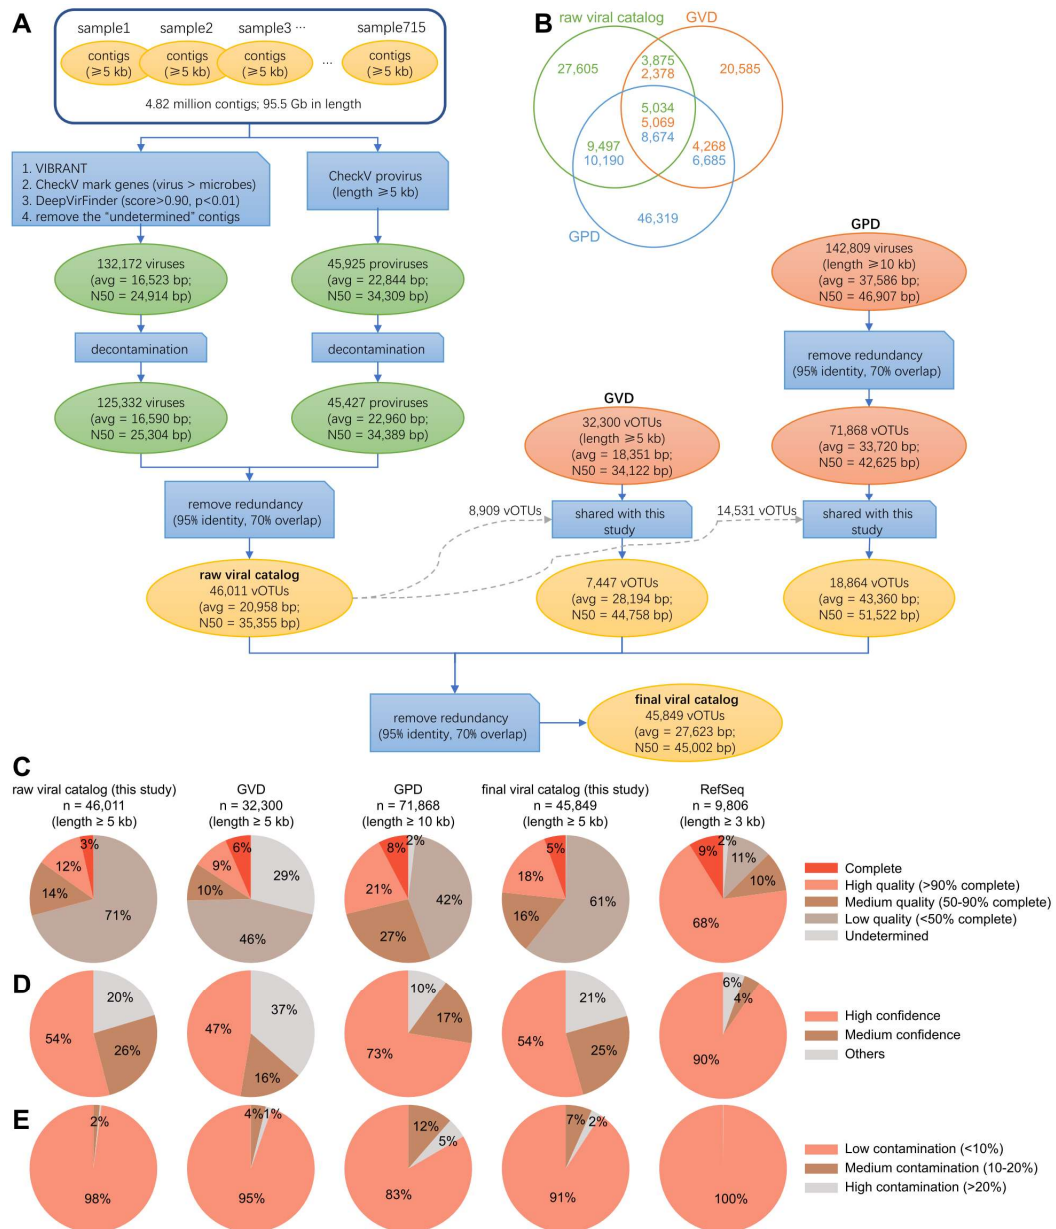 A
sample1
sample2
sample3 ···
sample715
contigs
(≥5 kb)
contigs
(≥5 kb)
contigs
(≥5 kb)
...
contigs
(≥5 kb)
4.82 million contigs; 95.5 Gb in length
1. VIBRANT
2. CheckV mark genes (virus > microbes)
3. DeepVirFinder (score>0.90, p<0.01)
4. remove the "undetermined" contigs
CheckV provirus
(length ≥5 kb)
132,172 viruses
(avg = 16,523 bp;
N50 = 24,914 bp)
45,925 proviruses
(avg = 22,844 bp;
N50 = 34,309 bp)
decontamination
decontamination
125,332 viruses
(avg = 16,590 bp;
N50 = 25,304 bp)
45,427 proviruses
(avg = 22,960 bp;
N50 = 34,389 bp)
remove redundancy
(95% identity, 70% overlap)
raw viral catalog
46,011 vOTUs
(avg = 20,958 bp;
N50 = 35,355 bp)
B
raw viral catalog
GVD
27,605
3,875
2,378
20,585
5,034
5,069
8,674
9,497
10,190
4,268
6,685
46,319
GPD
GPD
142,809 viruses
(length ≥10 kb)
(avg = 37,586 bp;
N50 = 46,907 bp)
remove redundancy
(95% identity, 70% overlap)
GVD
32,300 vOTUs
(length ≥5 kb)
(avg = 18,351 bp;
N50 = 34,122 bp)
71,868 vOTUs
(avg = 33,720 bp;
N50 = 42,625 bp)
8,909 vOTUs
shared with this
study
14,531 vOTUs
shared with this
study
7,447 vOTUs
(avg = 28,194 bp;
N50 = 44,758 bp)
18,864 vOTUs
(avg = 43,360 bp;
N50 = 51,522 bp)
remove redundancy
(95% identity, 70% overlap)
final viral catalog
45,849 vOTUs
(avg = 27,623 bp;
N50 = 45,002 bp)
C
raw viral catalog (this study)
n = 46,011
(length ≥ 5 kb)
GVD
n = 32,300
(length ≥ 5 kb)
GPD
n = 71,868
(length ≥ 10 kb)
final viral catalog (this study)
n = 45,849
(length ≥ 5 kb)
RefSeq
n = 9,806
(length ≥ 3 kb)
3%
12%
14%
71%
6%
9%
10%
46%
29%
8%
2%
21%
27%
42%
5%
18%
16%
61%
9%
2%
11%
10%
68%
Complete
High quality (>90% complete)
Medium quality (50-90% complete)
Low quality (<50% complete)
Undetermined
D
20%
54%
26%
37%
47%
16%
10%
17%
73%
21%
54%
25%
6%
4%
90%
High confidence
Medium confidence
Others
E
2%
98%
4%
1%
95%
12%
5%
83%
7%
2%
91%
100%
Low contamination (<10%)
Medium contamination (10-20%)
High contamination (>20%)